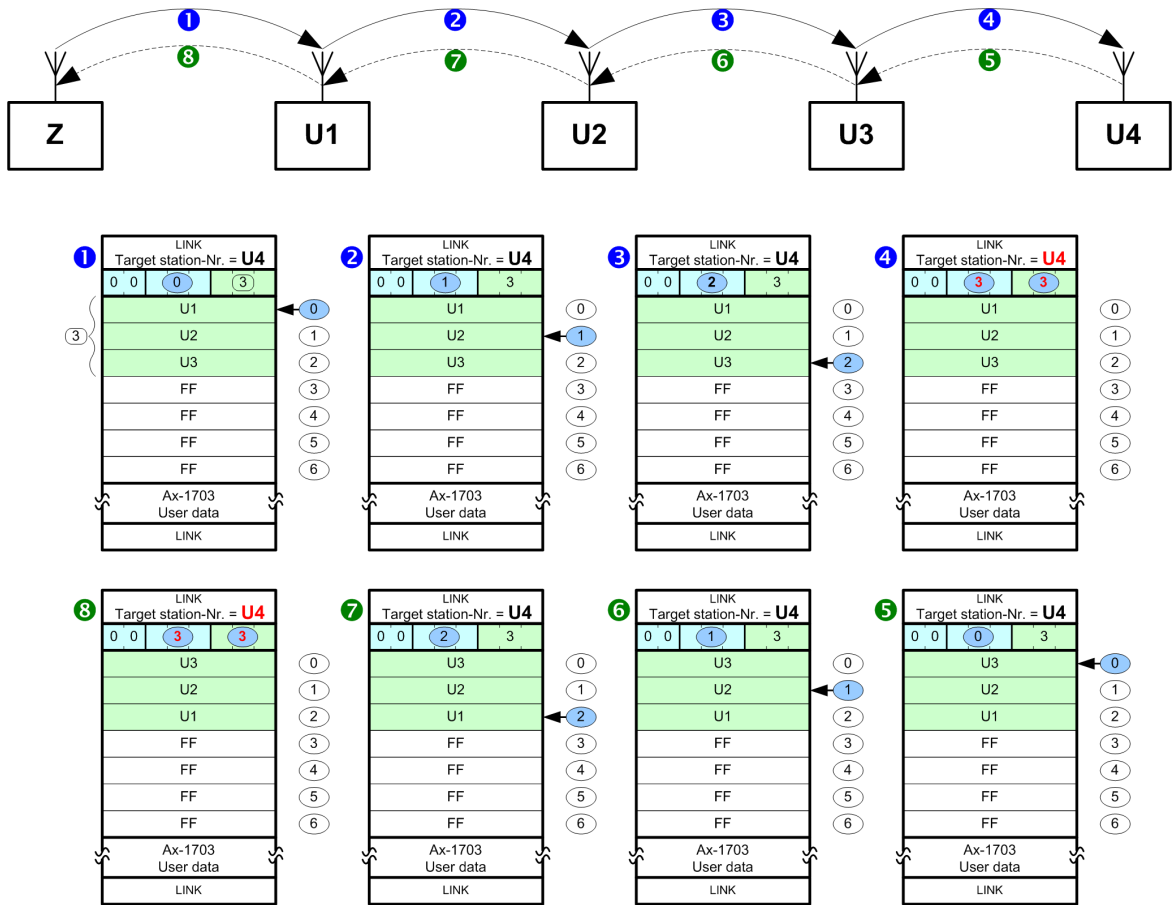 1 2 3 4
8 7 6 5
Z U1 U2 U3 U4
1
LINK
Target station-Nr. = U4
0 0 0 3
3
U1 0
U2 1
U3 2
FF 3
FF 4
FF 5
FF 6
Ax-1703
User data
LINK
2
LINK
Target station-Nr. = U4
0 0 1 3
U1 0
U2 1
U3 2
FF 3
FF 4
FF 5
FF 6
Ax-1703
User data
LINK
3
LINK
Target station-Nr. = U4
0 0 2 3
U1 0
U2 1
U3 2
FF 3
FF 4
FF 5
FF 6
Ax-1703
User data
LINK
4
LINK
Target station-Nr. = U4
0 0 3 3
U1 0
U2 1
U3 2
FF 3
FF 4
FF 5
FF 6
Ax-1703
User data
LINK
8
LINK
Target station-Nr. = U4
0 0 3 3
U3 0
U2 1
U1 2
FF 3
FF 4
FF 5
FF 6
Ax-1703
User data
LINK
7
LINK
Target station-Nr. = U4
0 0 2 3
U3 0
U2 1
U1 2
FF 3
FF 4
FF 5
FF 6
Ax-1703
User data
LINK
6
LINK
Target station-Nr. = U4
0 0 1 3
U3 0
U2 1
U1 2
FF 3
FF 4
FF 5
FF 6
Ax-1703
User data
LINK
5
LINK
Target station-Nr. = U4
0 0 0 3
U3 0
U2 1
U1 2
FF 3
FF 4
FF 5
FF 6
Ax-1703
User data
LINK